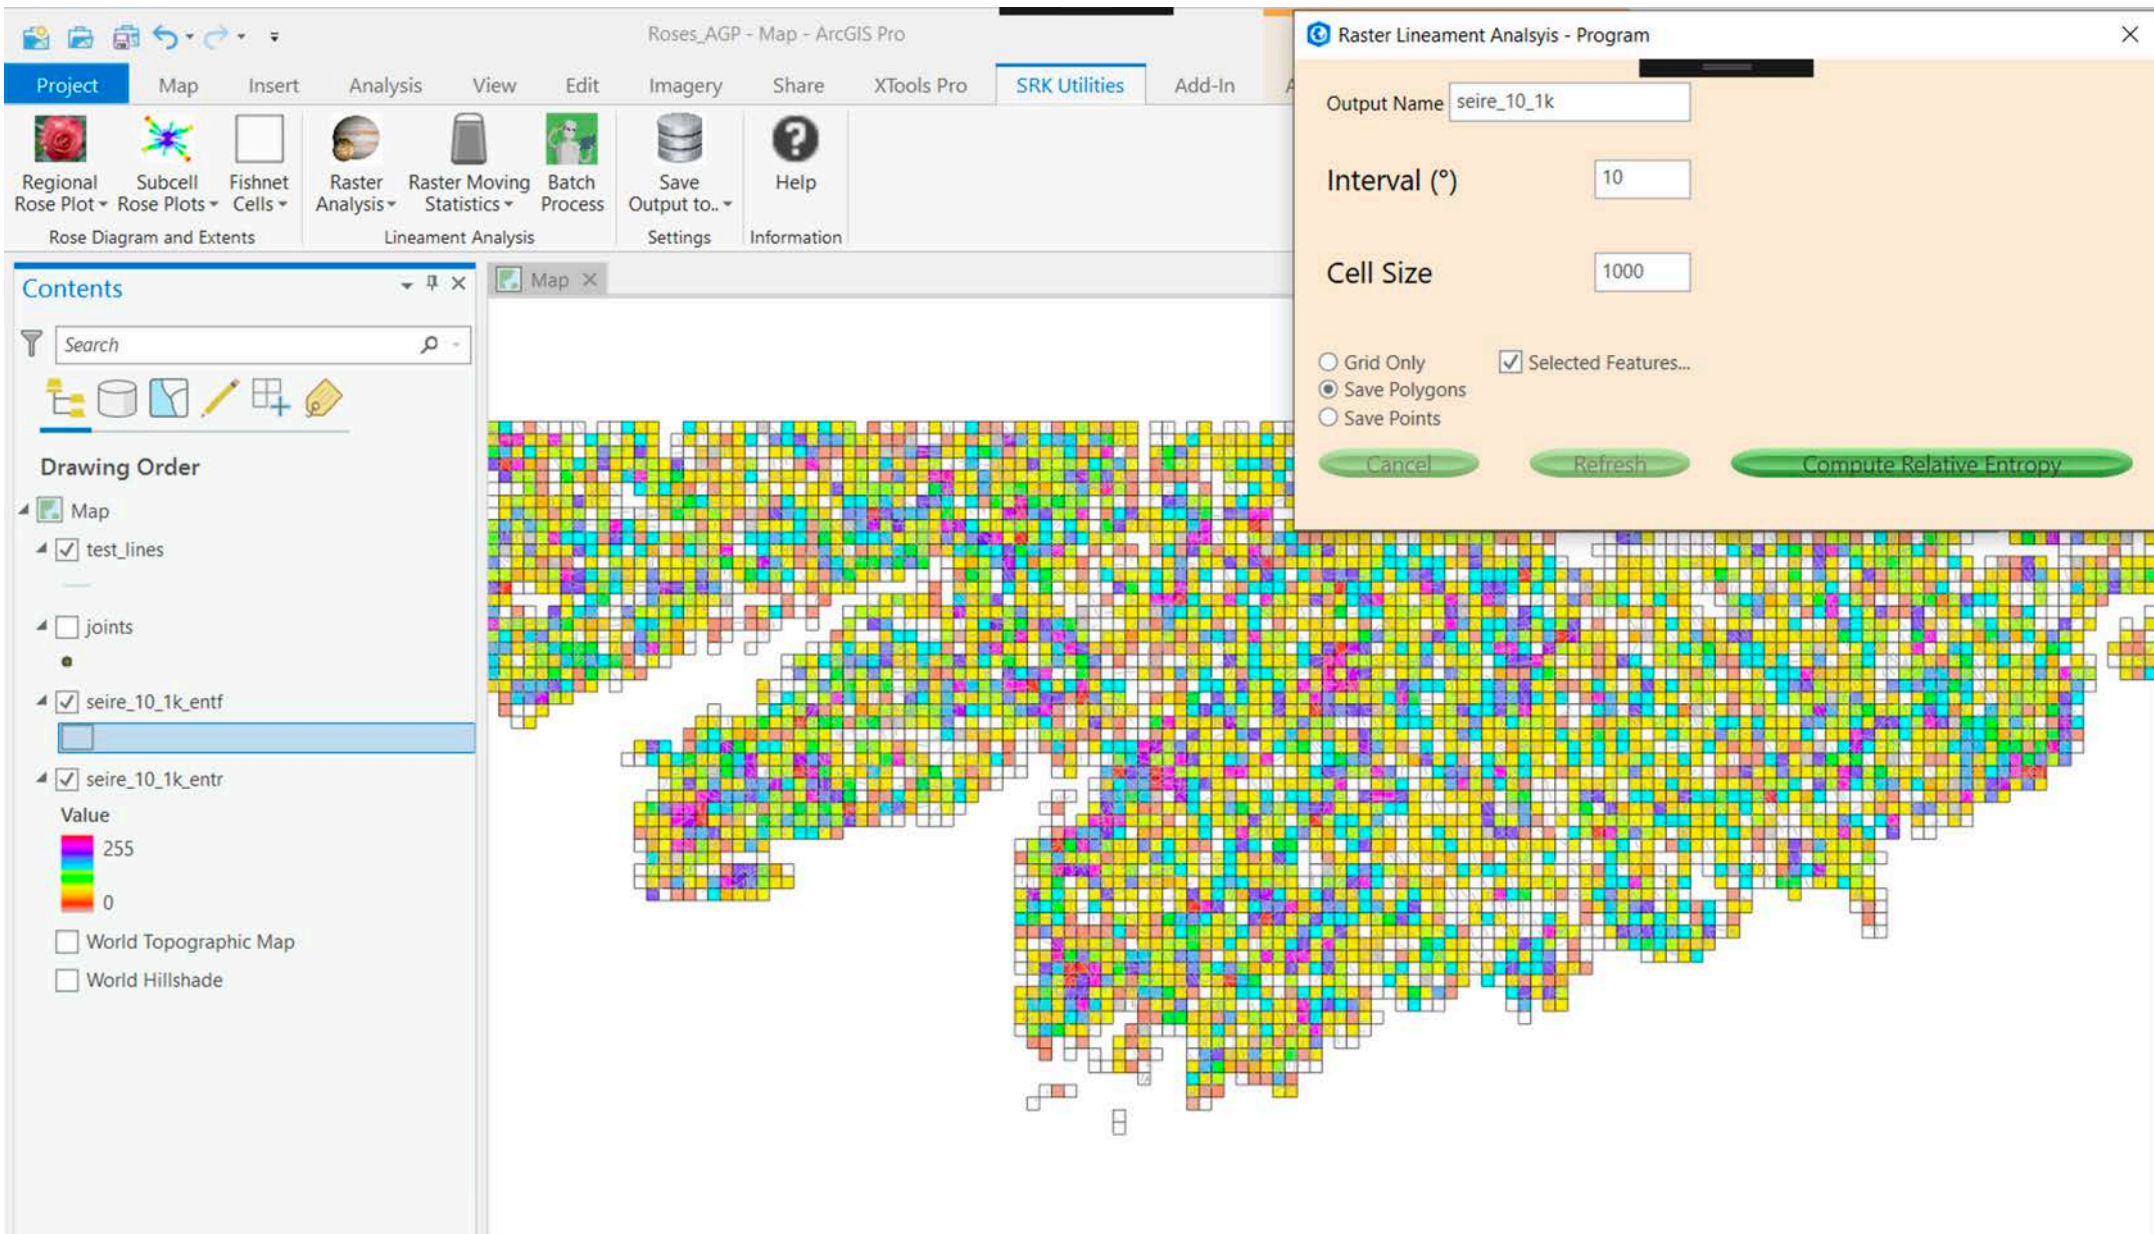 Roses_AGP - Map - ArcGIS Pro
Project Map Insert Analysis View Edit Imagery Share XTools Pro SRK Utilities Add-In
Regional Rose Plot
Subcell Rose Plots
Fishnet Cells
Rose Diagram and Extents
Raster Analysis
Raster Moving Statistics
Batch Process
Lineament Analysis
Save Output to..
Settings
Help
Information
Contents
Search
Drawing Order
Map
test_lines
joints
seire_10_1k_entf
seire_10_1k_entr
Value
255
0
World Topographic Map
World Hillshade
Map
Raster Lineament Analsyis - Program
Output Name seire_10_1k
Interval (°) 10
Cell Size 1000
Grid Only
Selected Features...
Save Polygons
Save Points
Cancel Refresh Compute Relative Entropy